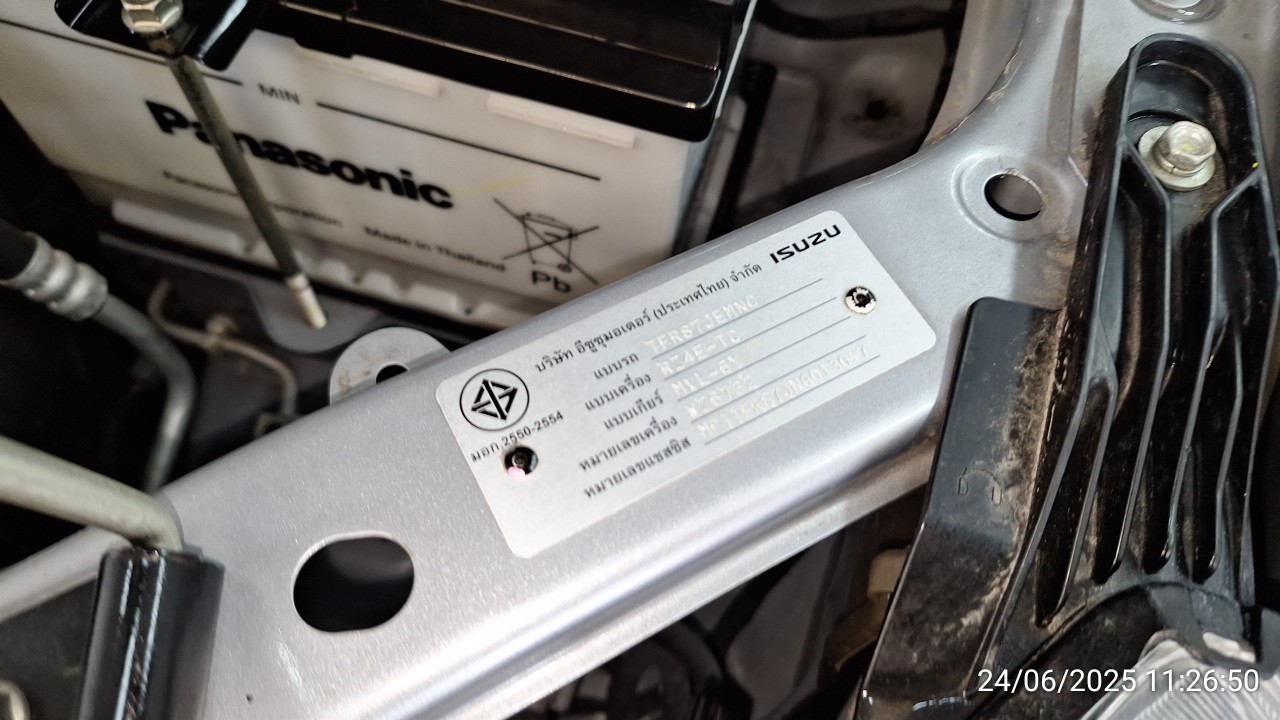 MIN
Panasonic
Made in Thailand
Pb
ISUZU
บริษัท อีซูซุมอเตอร์ (ประเทศไทย) จำกัด
มอก.2550-2554
แบบรถ TFR87JEMNC
แบบเครื่อง RZ4E-TC
แบบเกียร์ M1L-6Y
หมายเลขเครื่อง
หมายเลขแชสซีส
24/06/2025 11:26:50